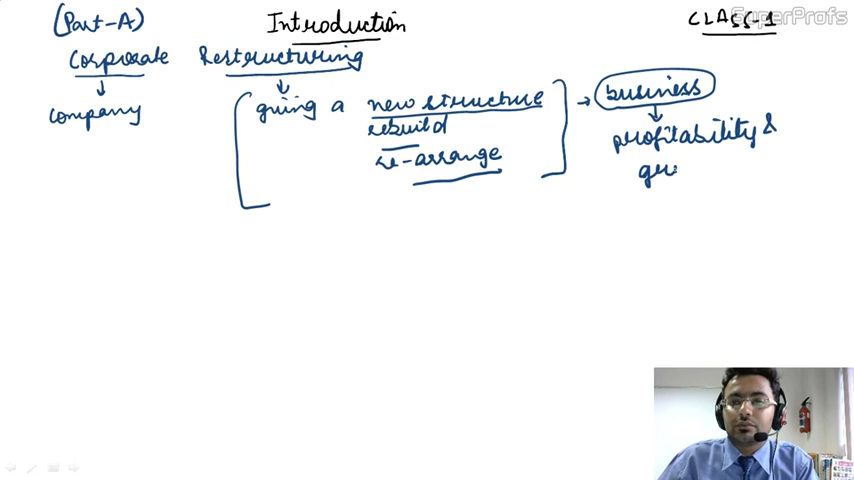 (Part-A)
Introduction
CLASS-1
SuperProfs
Corporate Restructuring
company
giving a new structure
rebuild
re-arrange
business
profitability &